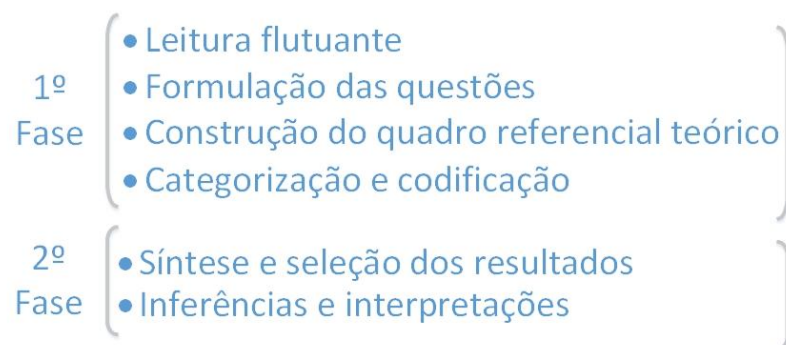 1º
Fase
• Leitura flutuante
• Formulação das questões
• Construção do quadro referencial teórico
• Categorização e codificação
2º
Fase
• Síntese e seleção dos resultados
• Inferências e interpretações